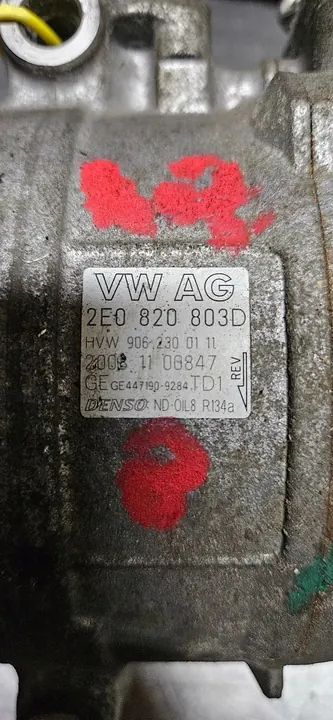 VW AG
2E0 820 803D
HVW 906 230 01 11
2008 11 08847
GE GE447190-9284 TD1
REV
DENSO ND-OIL8 R134a